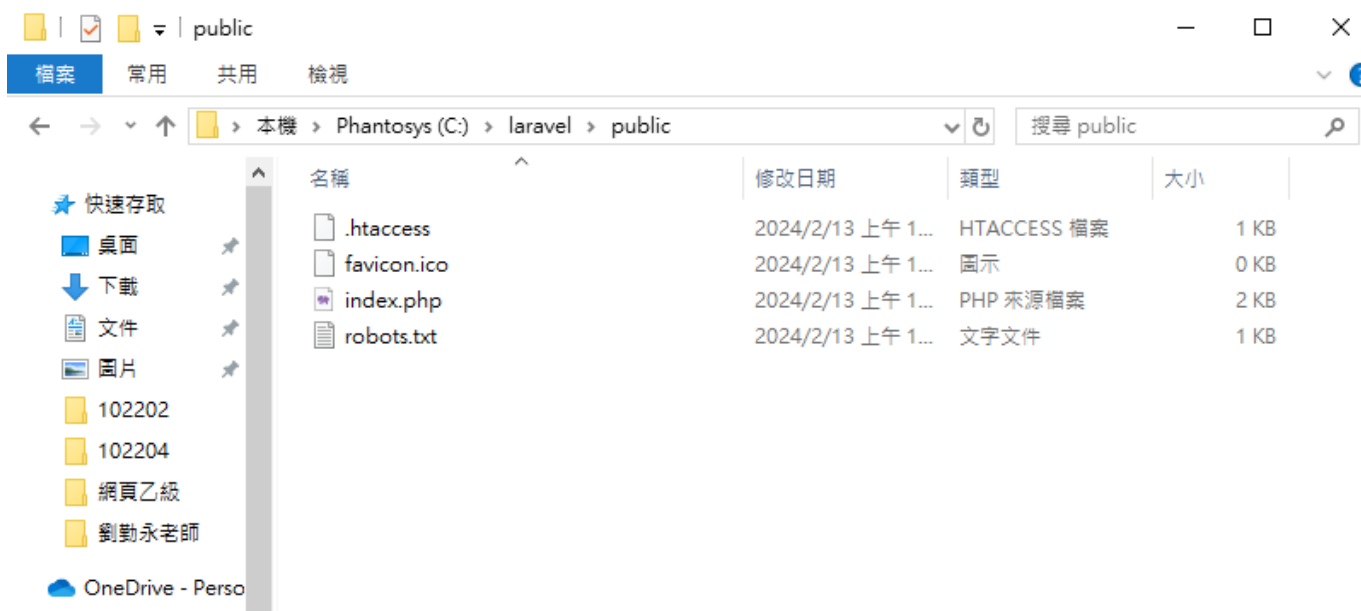 public
檔案 常用 共用 檢視
本機 > Phantosys (C:) > laravel > public 搜尋 public
名稱 修改日期 類型 大小
快速存取
.htaccess 2024/2/13 上午 1... HTACCESS 檔案 1 KB
桌面
favicon.ico 2024/2/13 上午 1... 圖示 0 KB
下載
index.php 2024/2/13 上午 1... PHP 來源檔案 2 KB
文件
robots.txt 2024/2/13 上午 1... 文字文件 1 KB
圖片
102202
102204
網頁乙級
劉勤永老師
OneDrive - Perso